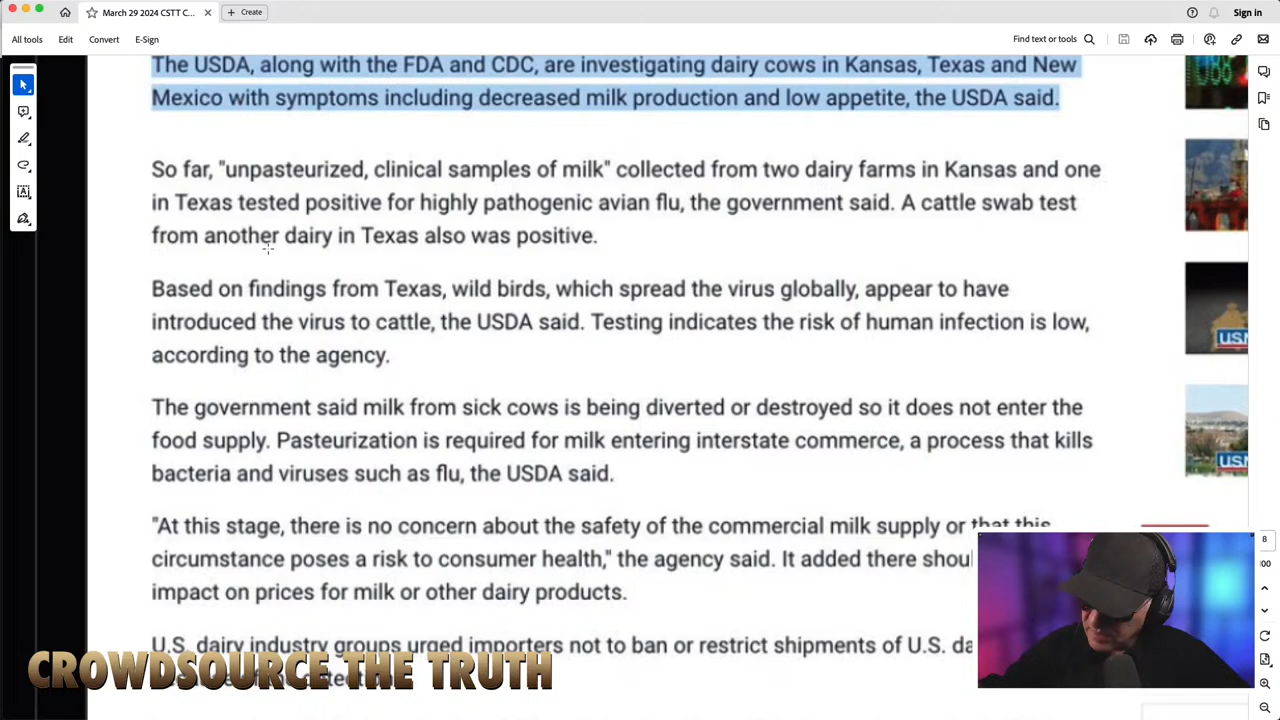 March 29 2024 CSTT C...
Create
Sign in
All tools
Edit
Convert
E-Sign
Find text or tools
The USDA, along with the FDA and CDC, are investigating dairy cows in Kansas, Texas and New
Mexico with symptoms including decreased milk production and low appetite, the USDA said.
So far, "unpasteurized, clinical samples of milk" collected from two dairy farms in Kansas and one
in Texas tested positive for highly pathogenic avian flu, the government said. A cattle swab test
from another dairy in Texas also was positive.
Based on findings from Texas, wild birds, which spread the virus globally, appear to have
introduced the virus to cattle, the USDA said. Testing indicates the risk of human infection is low,
according to the agency.
The government said milk from sick cows is being diverted or destroyed so it does not enter the
food supply. Pasteurization is required for milk entering interstate commerce, a process that kills
bacteria and viruses such as flu, the USDA said.
"At this stage, there is no concern about the safety of the commercial milk supply or that this
circumstance poses a risk to consumer health," the agency said. It added there
impact on prices for milk or other dairy products.
U.S. dairy industry groups urged importers not to ban or restrict shipments of U.S.
CROWDSOURCE THE TRUTH
8